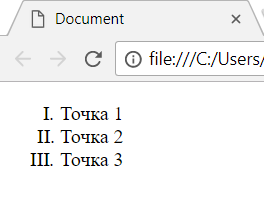 Document
file:///C:/Users/
I. Точка 1
II. Точка 2
III. Точка 3